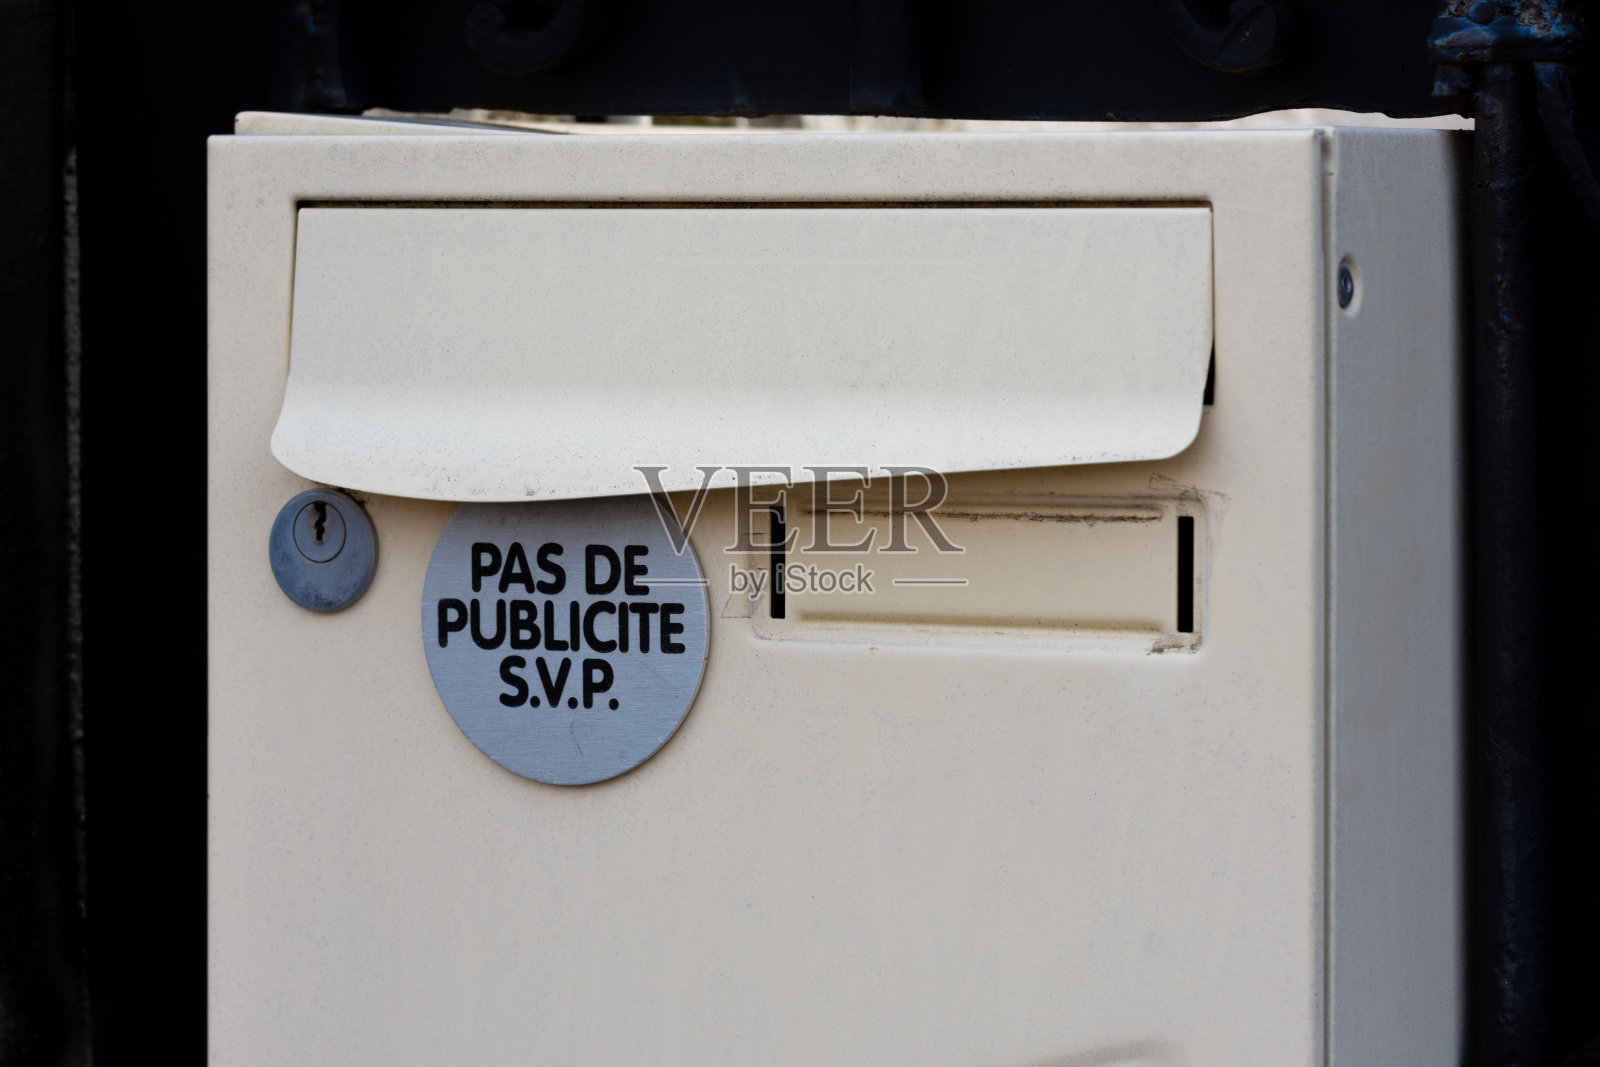 PAS DE
PUBLICITE
S.V.P.
VEER
by iStock